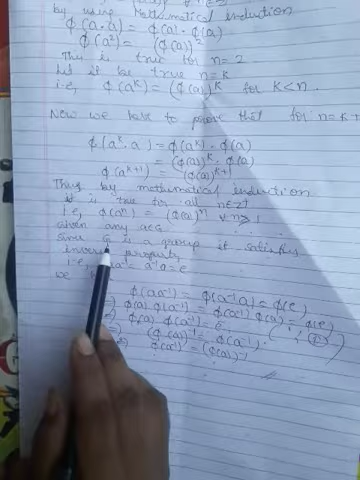 by using Mathematical induction
ϕ(a·a) = ϕ(a)·ϕ(a)
ϕ(a²) = (ϕ(a))²
This is true for n=2
Let it be true n=k
i.e, ϕ(aᵏ) = (ϕ(a))ᵏ for k<n.
Now we have to prove that for n=k+1
ϕ(aᵏ·a) = ϕ(aᵏ)·ϕ(a)
= (ϕ(a))ᵏ·ϕ(a)
ϕ(aᵏ⁺¹) = (ϕ(a))ᵏ⁺¹
Thus by mathematical induction
it is true for all n∈Z⁺
i.e, ϕ(aⁿ) = (ϕ(a))ⁿ ∀ n≥1
given any a∈G
Since G is a group it satisfies
inverse property
i.e, a⁻¹ = a⁻¹a = e
we
ϕ(aa⁻¹) = ϕ(a⁻¹a) = ϕ(e)
ϕ(a)·ϕ(a⁻¹) = ϕ(a⁻¹)·ϕ(a) = ϕ(e)
ϕ(a)·ϕ(a⁻¹) = e
(ϕ(a))⁻¹ = ϕ(a⁻¹)
ϕ(a⁻¹) = (ϕ(a))⁻¹